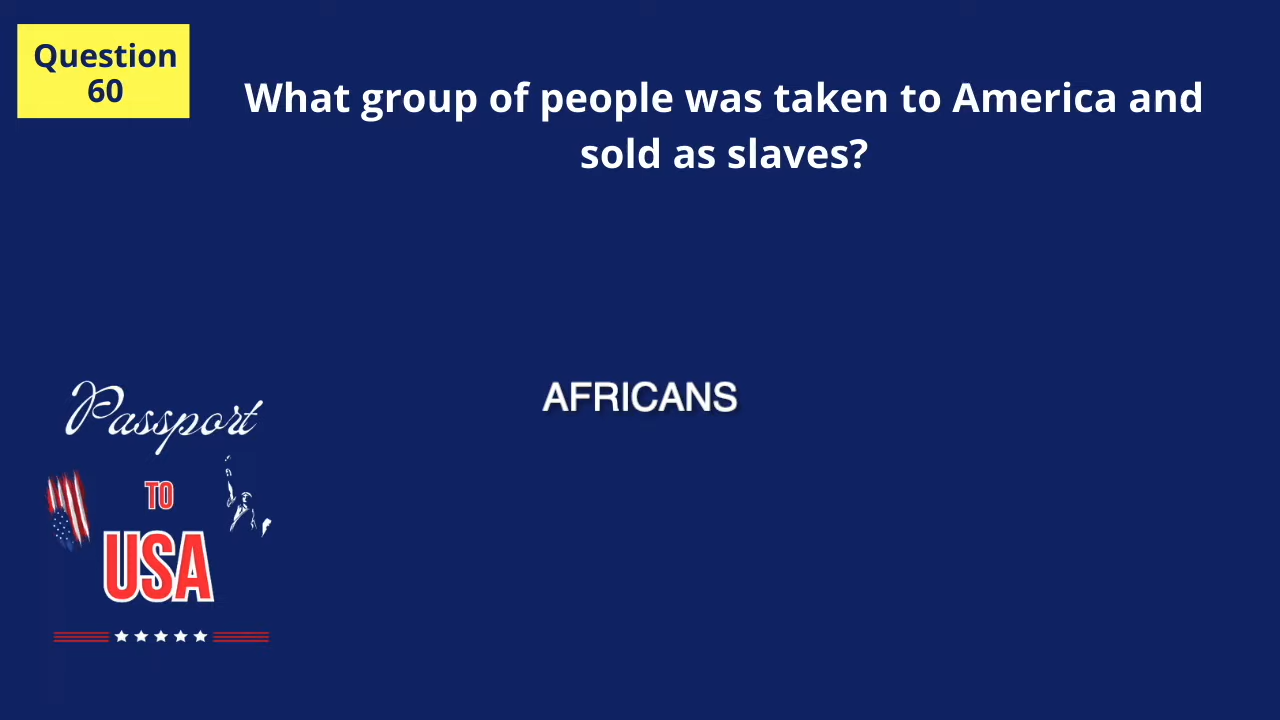 Question
60
What group of people was taken to America and
sold as slaves?
AFRICANS
Passport
TO
USA